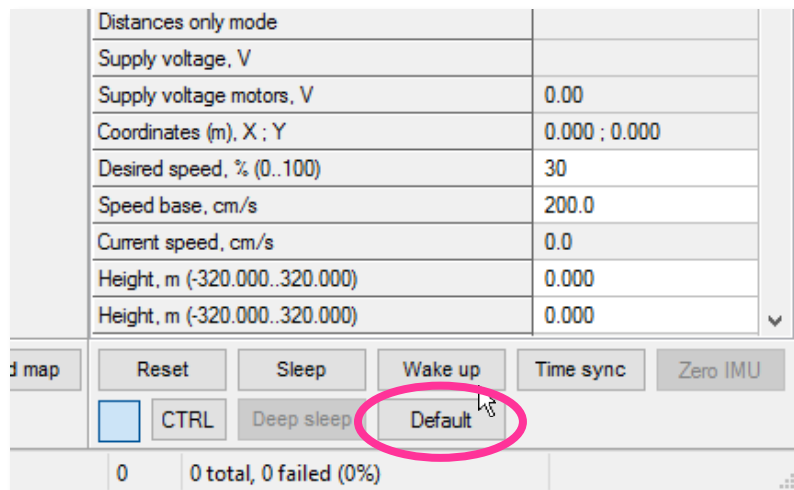 Distances only mode
Supply voltage, V
Supply voltage motors, V 0.00
Coordinates (m), X ; Y 0.000 ; 0.000
Desired speed, % (0..100) 30
Speed base, cm/s 200.0
Current speed, cm/s 0.0
Height, m (-320.000..320.000) 0.000
Height, m (-320.000..320.000) 0.000
d map Reset Sleep Wake up Time sync Zero IMU
CTRL Deep sleep Default
0 0 total, 0 failed (0%)